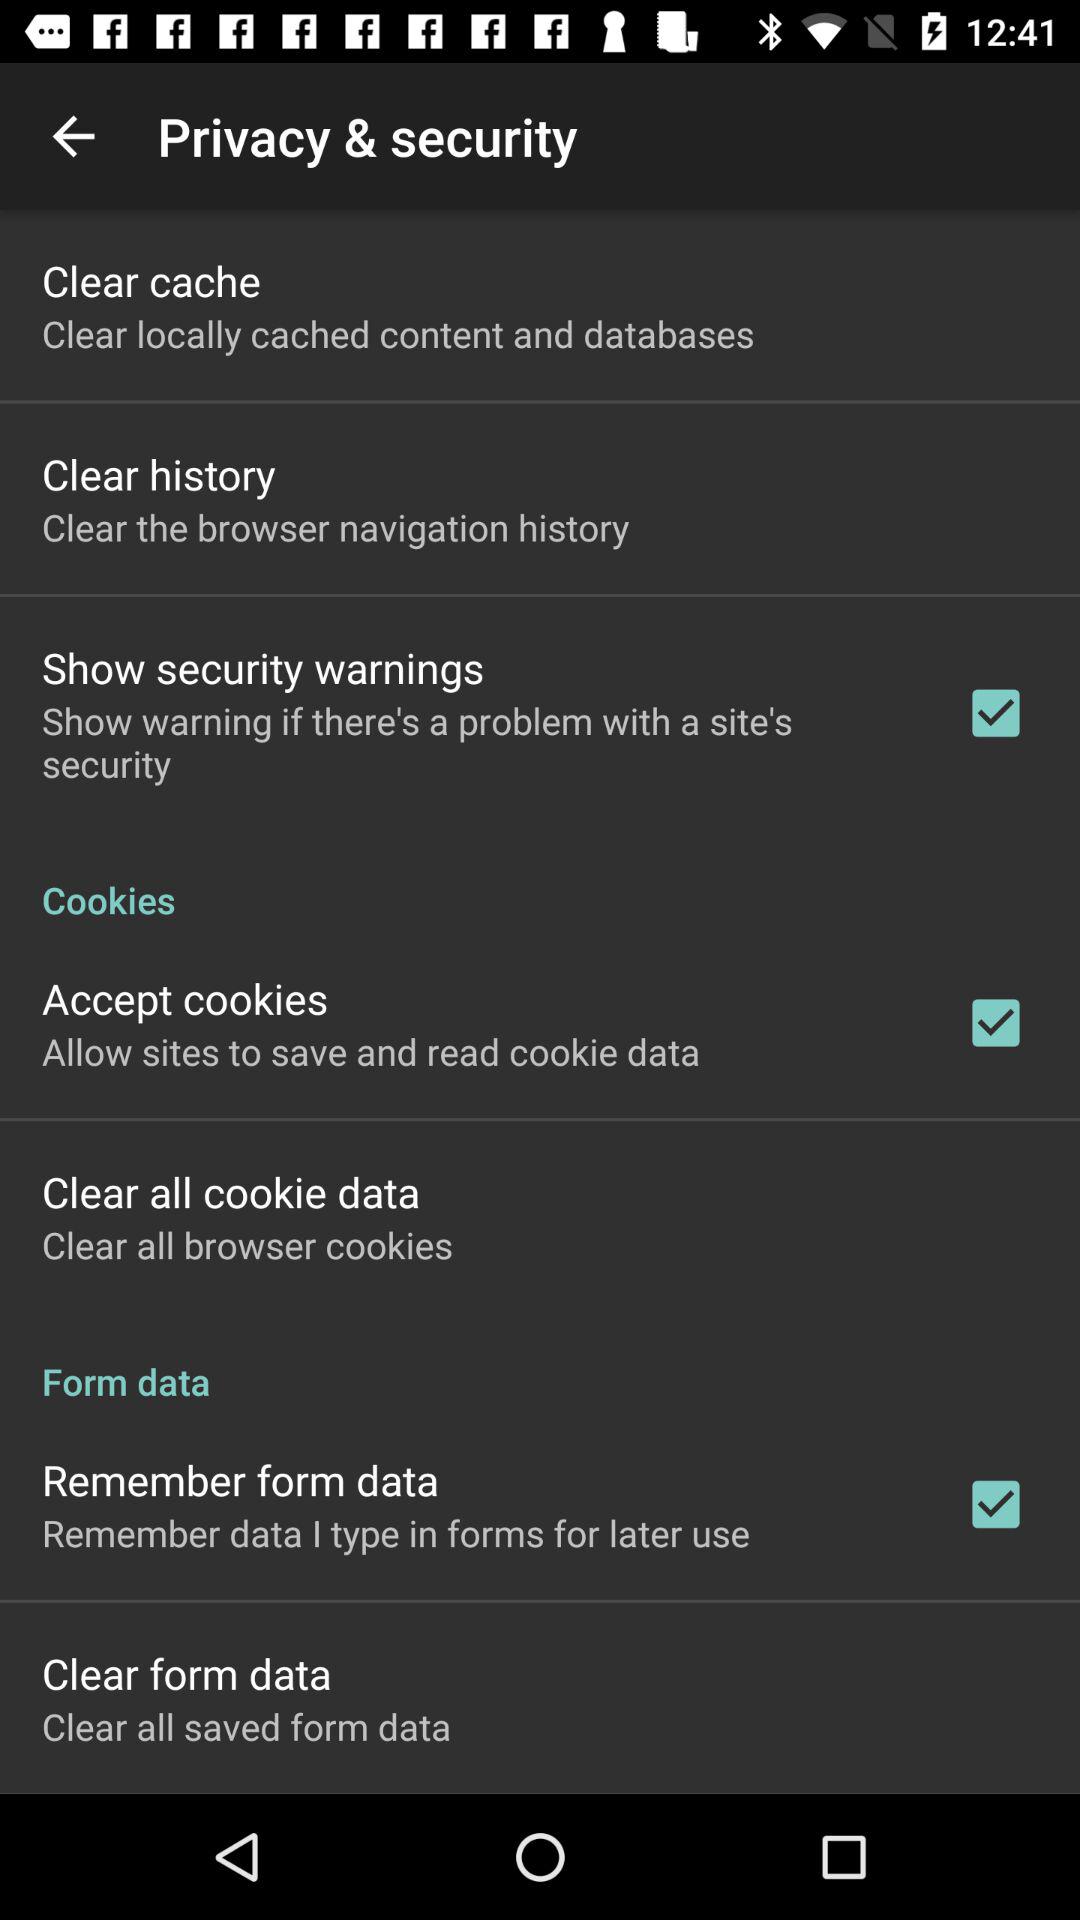 12:41
Privacy & security
Clear cache
Clear locally cached content and databases
Clear history
Clear the browser navigation history
Show security warnings
Show warning if there's a problem with a site's
security
Cookies
Accept cookies
Allow sites to save and read cookie data
Clear all cookie data
Clear all browser cookies
Form data
Remember form data
Remember data I type in forms for later use
Clear form data
Clear all saved form data